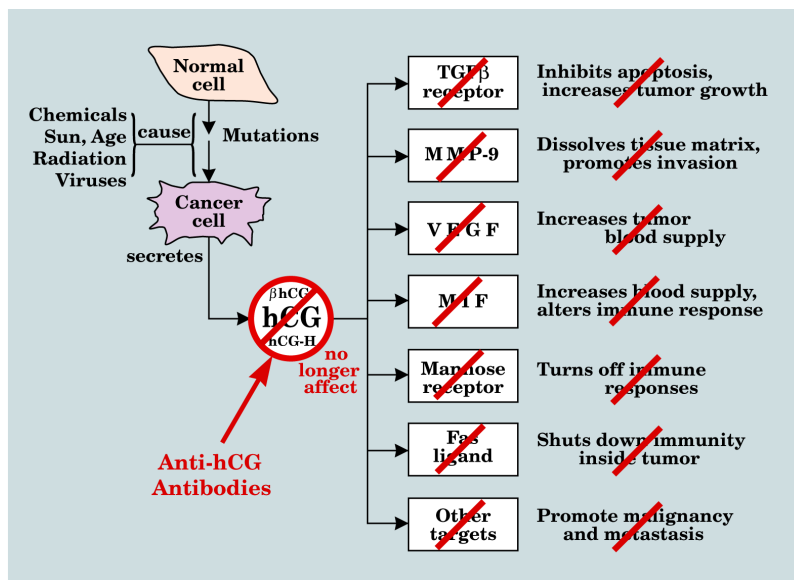 Normal
cell
Chemicals
Sun, Age
Radiation
Viruses
cause
Mutations
Cancer
cell
secretes
βhCG
hCG
hCG-H
no
longer
affect
Anti-hCG
Antibodies
TGFβ
receptor
Inhibits apoptosis,
increases tumor growth
MMP-9
Dissolves tissue matrix,
promotes invasion
VEGF
Increases tumor
blood supply
MIF
Increases blood supply,
alters immune response
Mannose
receptor
Turns off immune
responses
Fas
ligand
Shuts down immunity
inside tumor
Other
targets
Promote malignancy
and metastasis